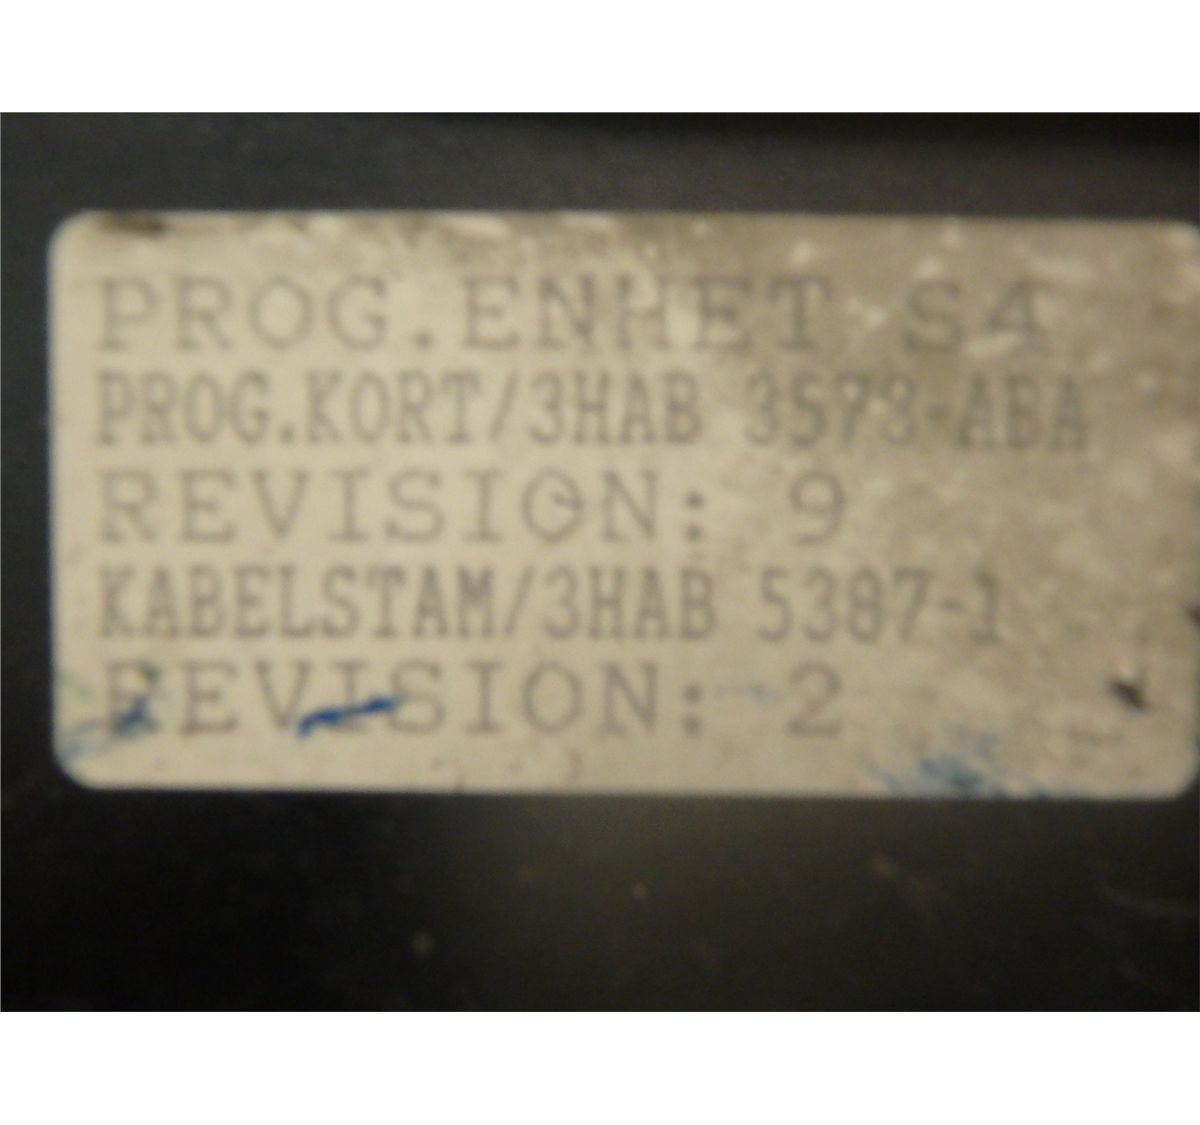 PROG.ENHET S4
PROG.KORT/3HAB 3573-ABA
REVISION: 9
KABELSTAM/3HAB 5387-1
REVISION: 2